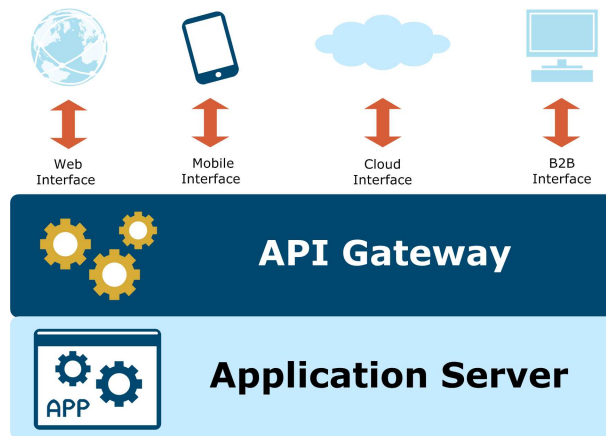 Web
Interface
Mobile
Interface
Cloud
Interface
B2B
Interface
API Gateway
APP
Application Server